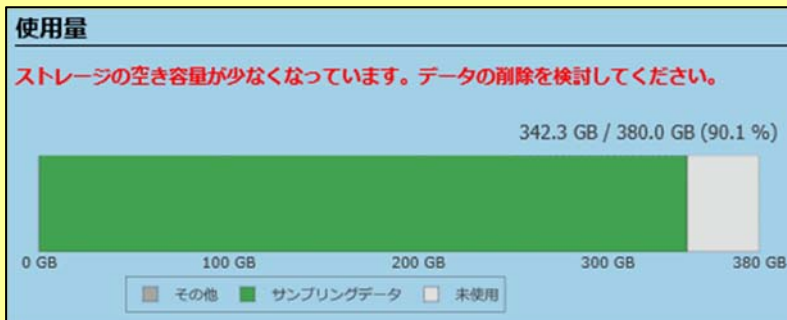 使用量
ストレージの空き容量が少なくなっています。データの削除を検討してください。
342.3 GB / 380.0 GB (90.1 %)
0 GB 100 GB 200 GB 300 GB 380 GB
その他 サンプリングデータ 未使用